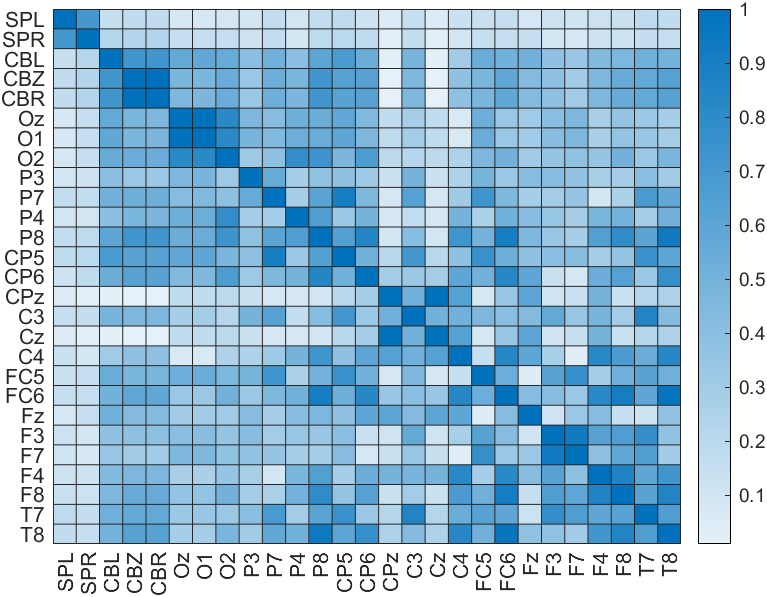 SPL
SPR
CBL
CBZ
CBR
Oz
O1
O2
P3
P7
P4
P8
CP5
CP6
CPz
C3
Cz
C4
FC5
FC6
Fz
F3
F7
F4
F8
T7
T8
SPL SPR CBL CBZ CBR Oz O1 O2 P3 P7 P4 P8 CP5 CP6 CPz C3 Cz C4 FC5 FC6 Fz F3 F7 F4 F8 T7 T8
1
0.9
0.8
0.7
0.6
0.5
0.4
0.3
0.2
0.1